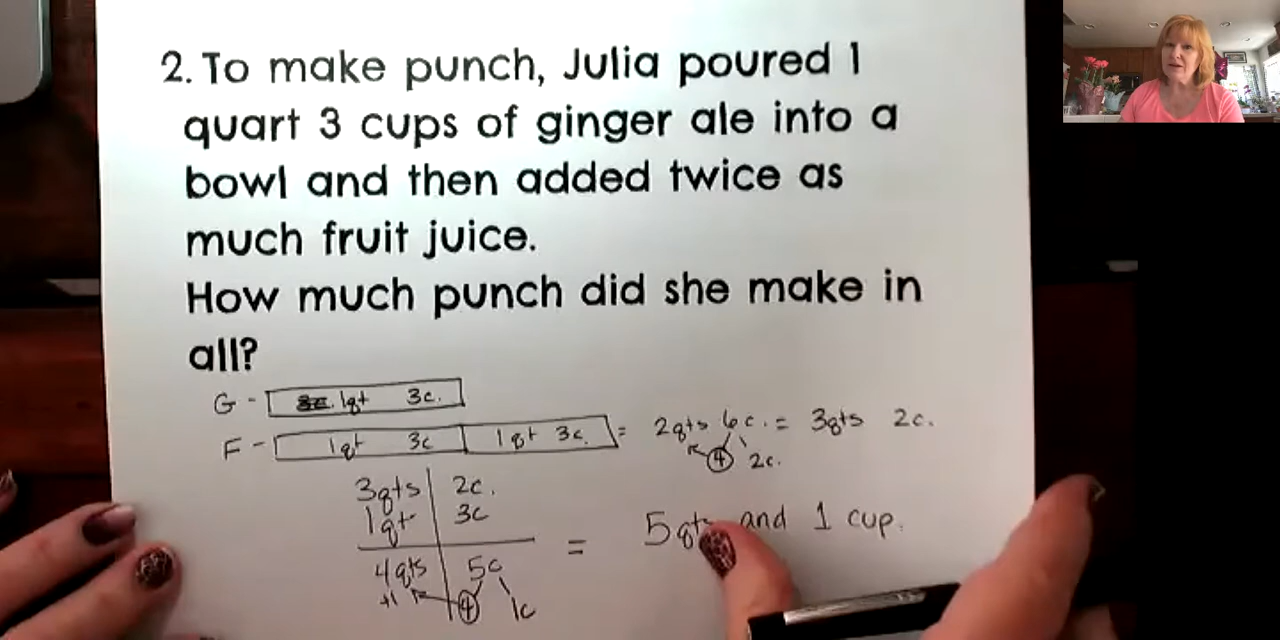 2. To make punch, Julia poured 1
quart 3 cups of ginger ale into a
bowl and then added twice as
much fruit juice.
How much punch did she make in
all?
G - 1qt 3c.
F - 1qt 3c 1qt 3c. = 2qts 6c. = 3qts 2c.
4 2c.
3qts 2c.
1qt 3c
4qts 5c = 5qts and 1 cup.
+1 4 1c